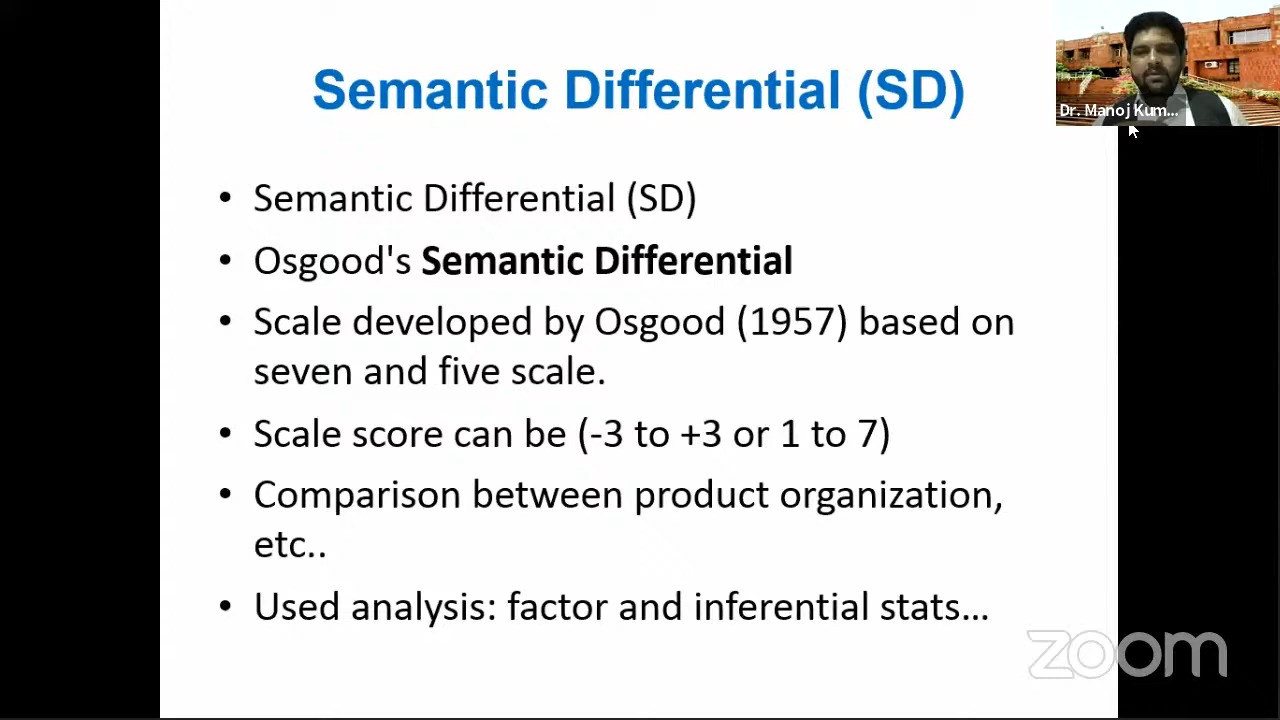 Semantic Differential (SD)
Dr. Manoj Kum...
• Semantic Differential (SD)
• Osgood's Semantic Differential
• Scale developed by Osgood (1957) based on
seven and five scale.
• Scale score can be (-3 to +3 or 1 to 7)
• Comparison between product organization,
etc..
• Used analysis: factor and inferential stats...
zoom